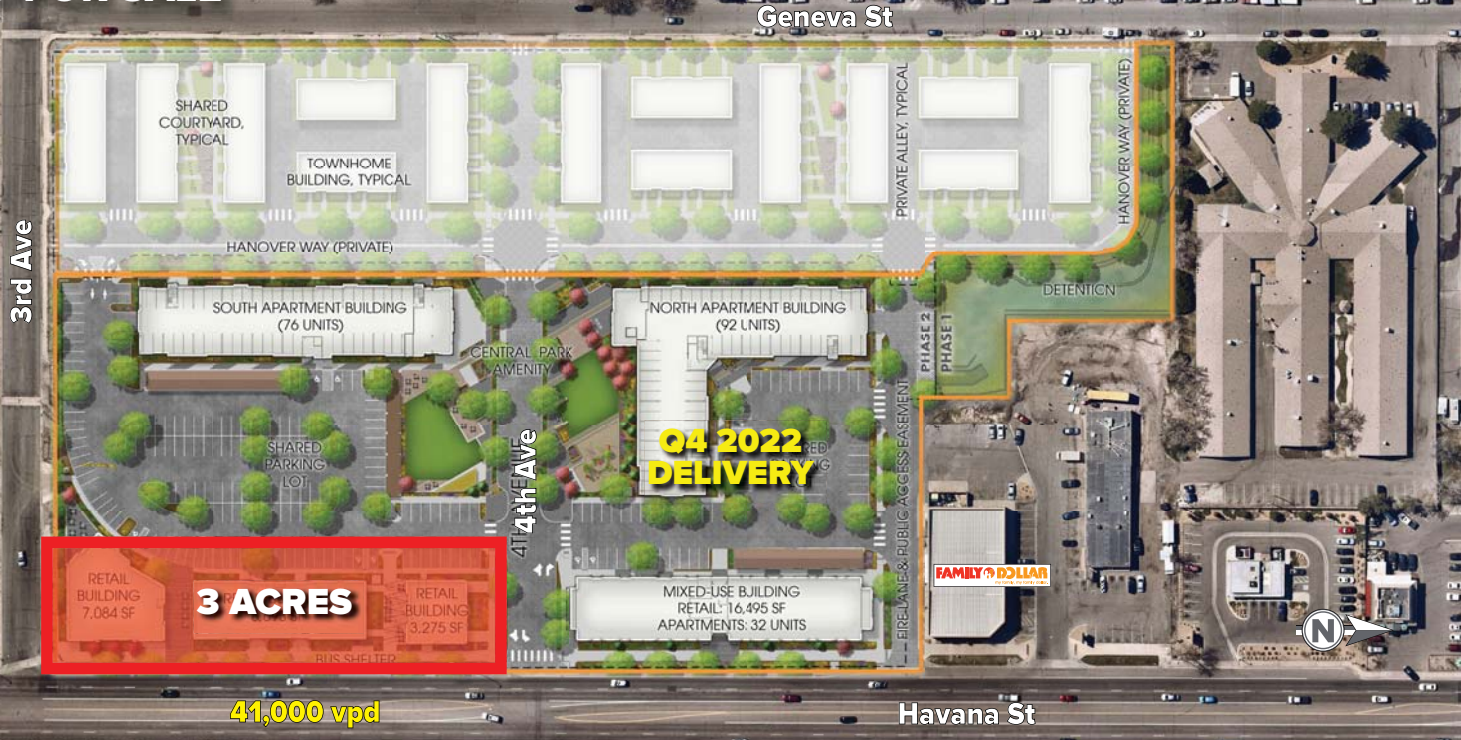 FOR SALE
Geneva St
SHARED
COURTYARD,
TYPICAL
TOWNHOME
BUILDING, TYPICAL
PRIVATE ALLEY, TYPICAL
HANOVER WAY (PRIVATE)
HANOVER WAY (PRIVATE)
3rd Ave
SOUTH APARTMENT BUILDING
(76 UNITS)
NORTH APARTMENT BUILDING
(92 UNITS)
DETENTION
PHASE 2
PHASE 1
CENTRAL PARK
AMENITY
SHARED
PARKING
LOT
Q4 2022
DELIVERY
4TH AVENUE
4th Ave
FIRE LANE & PUBLIC ACCESS EASEMENT
RETAIL
BUILDING
7,084 SF
3 ACRES
RETAIL
BUILDING
3,275 SF
BUS SHELTER
MIXED-USE BUILDING
RETAIL: 16,495 SF
APARTMENTS: 32 UNITS
FAMILY DOLLAR
N
41,000 vpd
Havana St